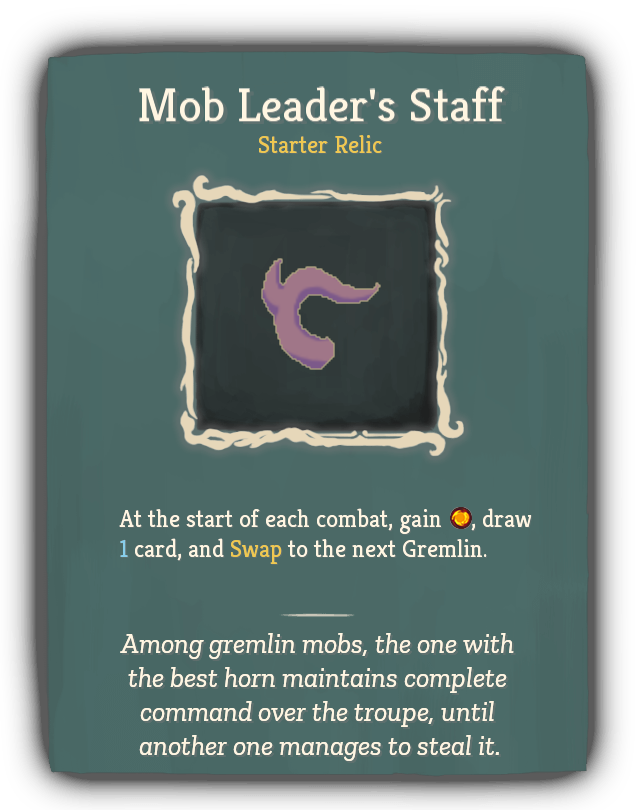 Mob Leader's Staff
Starter Relic
At the start of each combat, gain , draw
1 card, and Swap to the next Gremlin.
Among gremlin mobs, the one with
the best horn maintains complete
command over the troupe, until
another one manages to steal it.